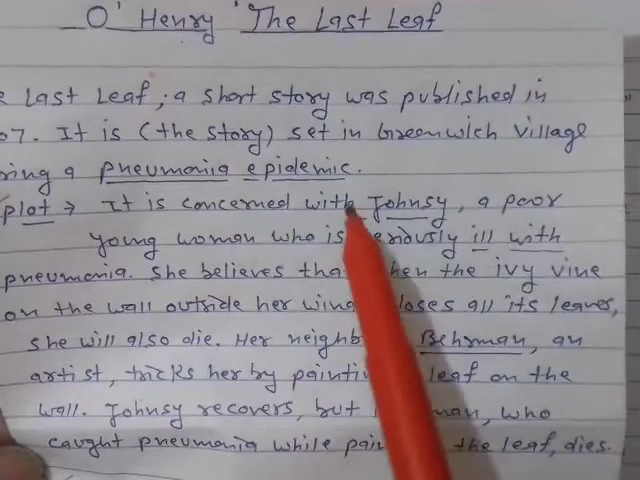 O' Henry 'The Last Leaf
Last Leaf, a short story was published in
07. It is (the story) set in Greenwich Village
ring a pneumonia epidemic.
plot → It is concerned with Johnsy, a poor
young woman who is seriously ill with
pneumonia. She believes that when the ivy vine
on the wall outside her window loses all its leaves,
she will also die. Her neighb Behrman, an
artist, tricks her by painti leaf on the
wall. Johnsy recovers, but man, who
caught pneumonia while pain the leaf, dies.